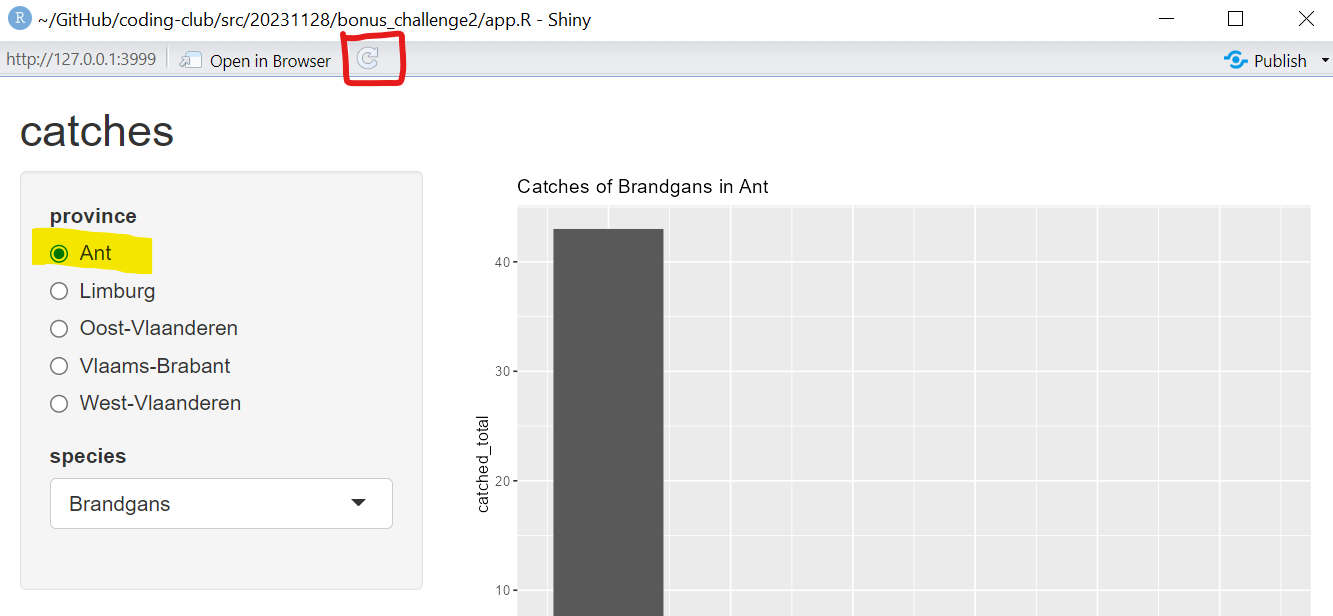 R ~/GitHub/coding-club/src/20231128/bonus_challenge2/app.R - Shiny
http://127.0.0.1:3999 Open in Browser Publish
catches
province
Ant
Limburg
Oost-Vlaanderen
Vlaams-Brabant
West-Vlaanderen
species
Brandgans
Catches of Brandgans in Ant
catched_total
40
30
20
10